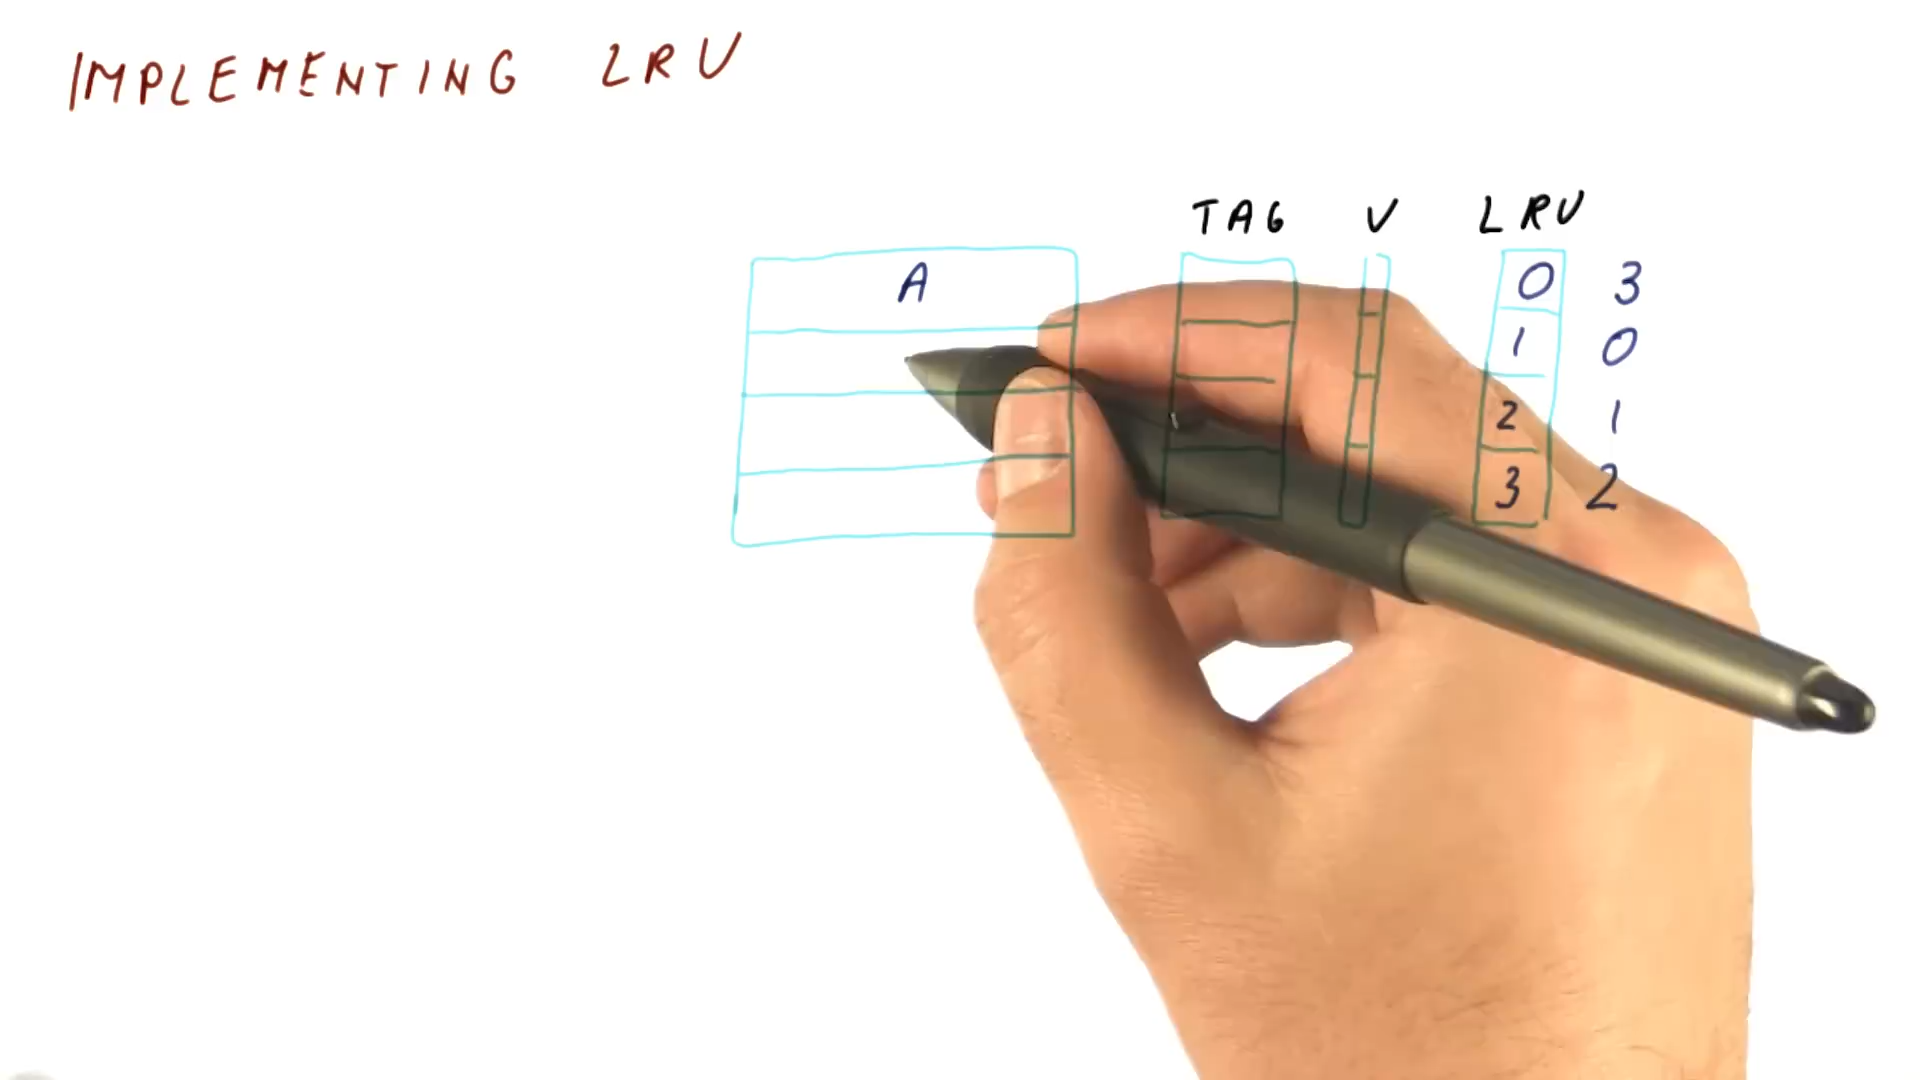 IMPLEMENTING LRU
TAG V LRU
A 0 3
1 0
2 1
3 2